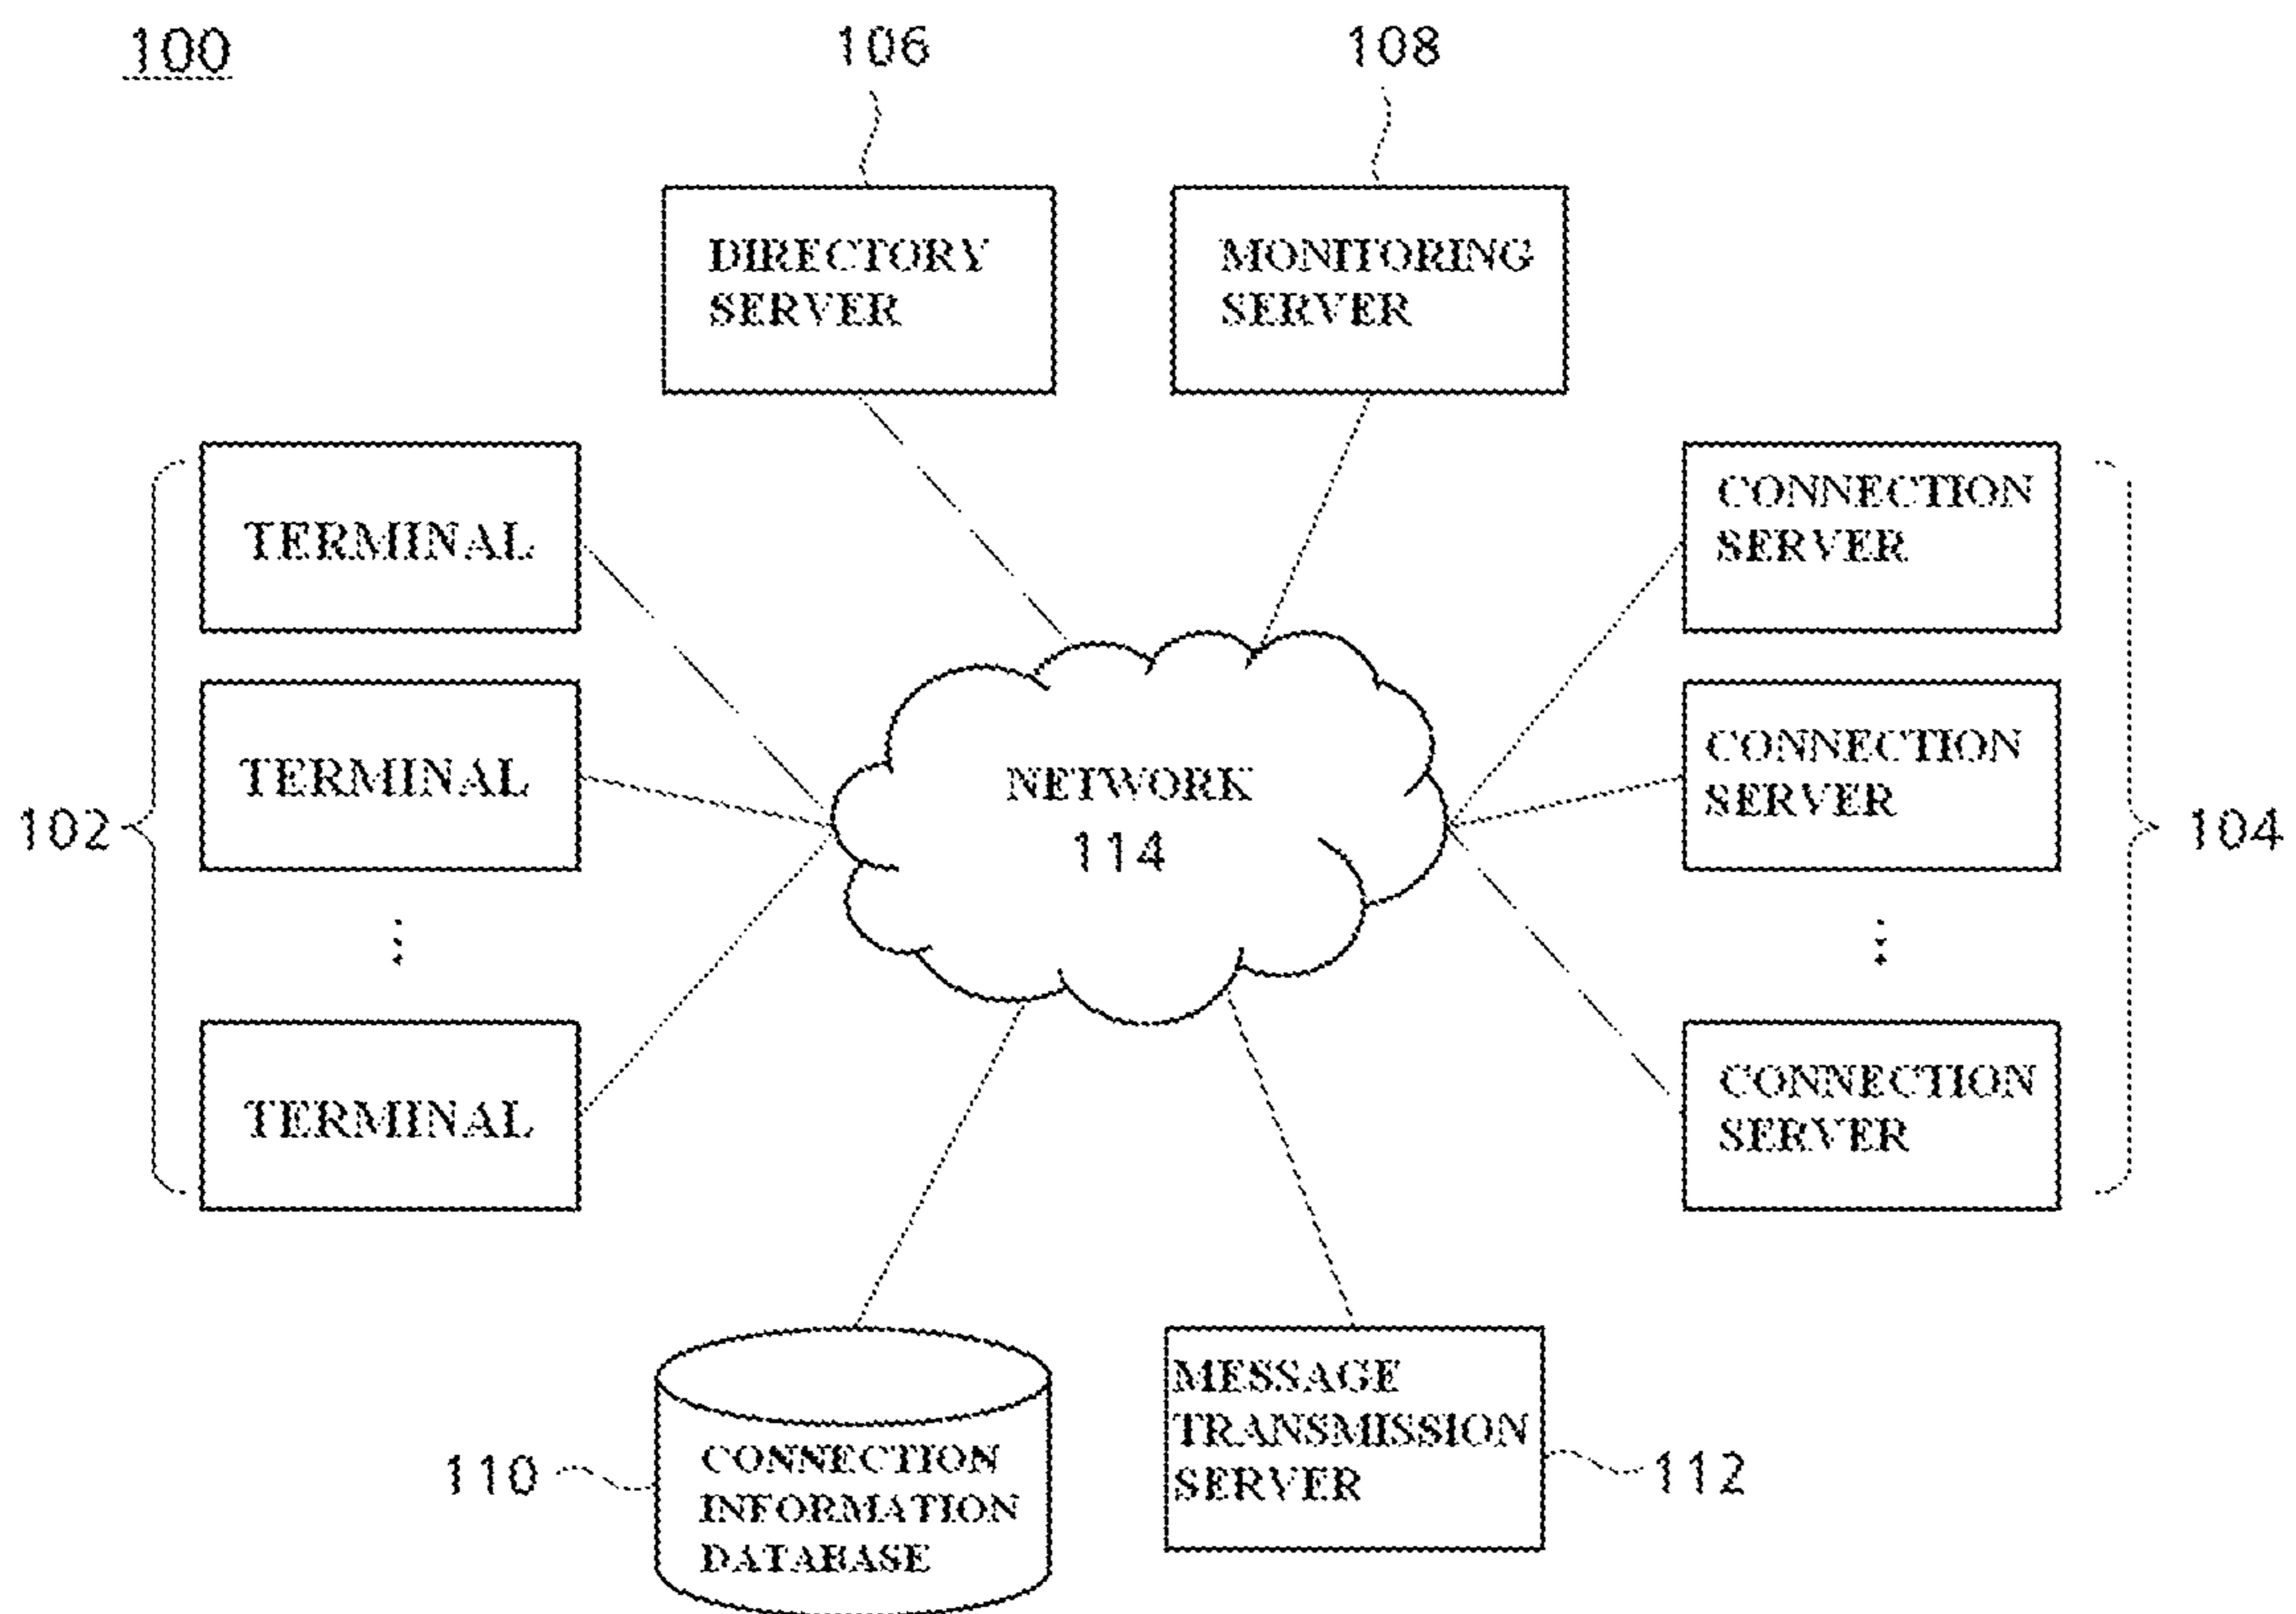 100
106
108
DIRECTORY
SERVER
MONITORING
SERVER
TERMINAL
TERMINAL
⋮
TERMINAL
102
NETWORK
114
CONNECTION
SERVER
CONNECTION
SERVER
⋮
CONNECTION
SERVER
104
110
CONNECTION
INFORMATION
DATABASE
MESSAGE
TRANSMISSION
SERVER
112